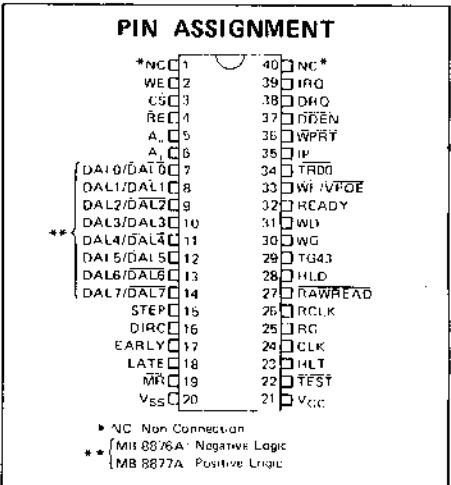 PIN ASSIGNMENT
*NC 1 40 NC*
WE 2 39 IRQ
CS 3 38 DRQ
RE 4 37 DDEN
A₀ 5 36 WPRT
A₁ 6 35 IP
DAL0/DAL0 7 34 TR00
DAL1/DAL1 8 33 WF/VFOE
DAL2/DAL2 9 32 READY
DAL3/DAL3 10 31 WD
** DAL4/DAL4 11 30 WG
DAL5/DAL5 12 29 TG43
DAL6/DAL6 13 28 HLD
DAL7/DAL7 14 27 RAWREAD
STEP 15 26 RCLK
DIRC 16 25 RG
EARLY 17 24 CLK
LATE 18 23 HLT
MR 19 22 TEST
VSS 20 21 VCC
* NC: Non Connection
** MB 8876A: Negative Logic
MB 8877A: Positive Logic